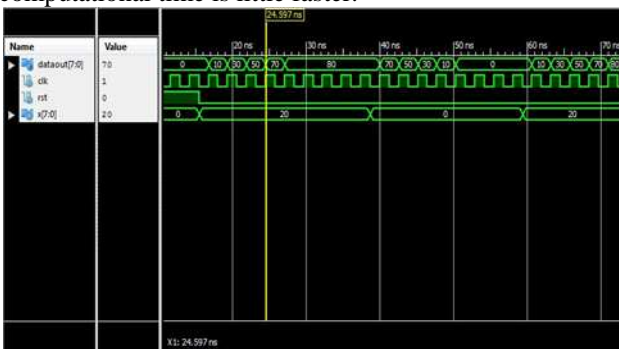 computational time is little faster.
24.597 ns
Name Value
20 ns 30 ns 40 ns 50 ns 60 ns 70 ns
dataout[7:0] 70 0 10 30 50 70 80 70 50 30 10 0 10 30 50 70 80
clk 1
rst 0
x[7:0] 20 0 20 0 20
X1: 24.597 ns